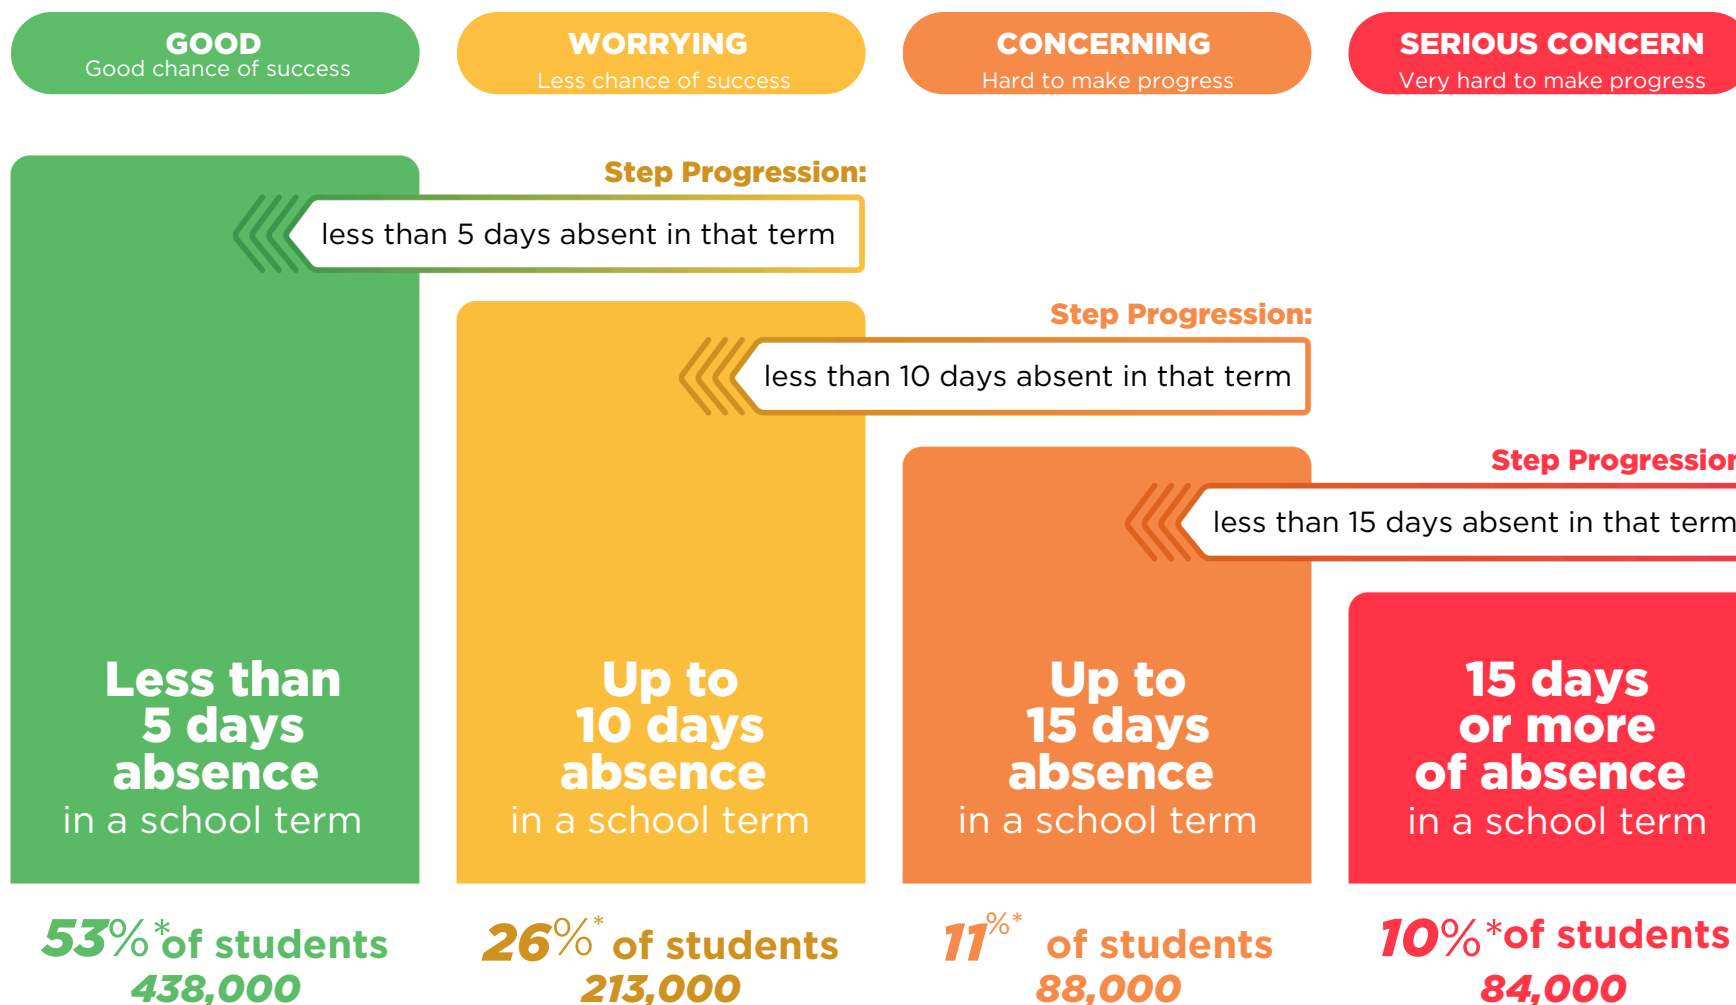 GOOD
Good chance of success
WORRYING
Less chance of success
CONCERNING
Hard to make progress
SERIOUS CONCERN
Very hard to make progress
Step Progression:
less than 5 days absent in that term
Step Progression:
less than 10 days absent in that term
Step Progression
less than 15 days absent in that term
Less than
5 days
absence
in a school term
Up to
10 days
absence
in a school term
Up to
15 days
absence
in a school term
15 days
or more
of absence
in a school term
53%*of students
438,000
26%* of students
213,000
11%* of students
88,000
10%*of students
84,000